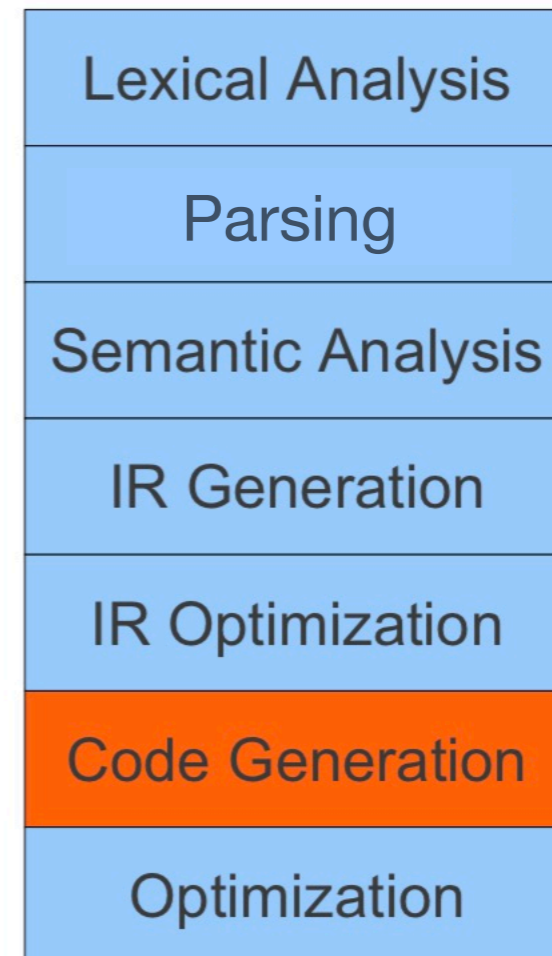 Lexical Analysis
Parsing
Semantic Analysis
IR Generation
IR Optimization
Code Generation
Optimization